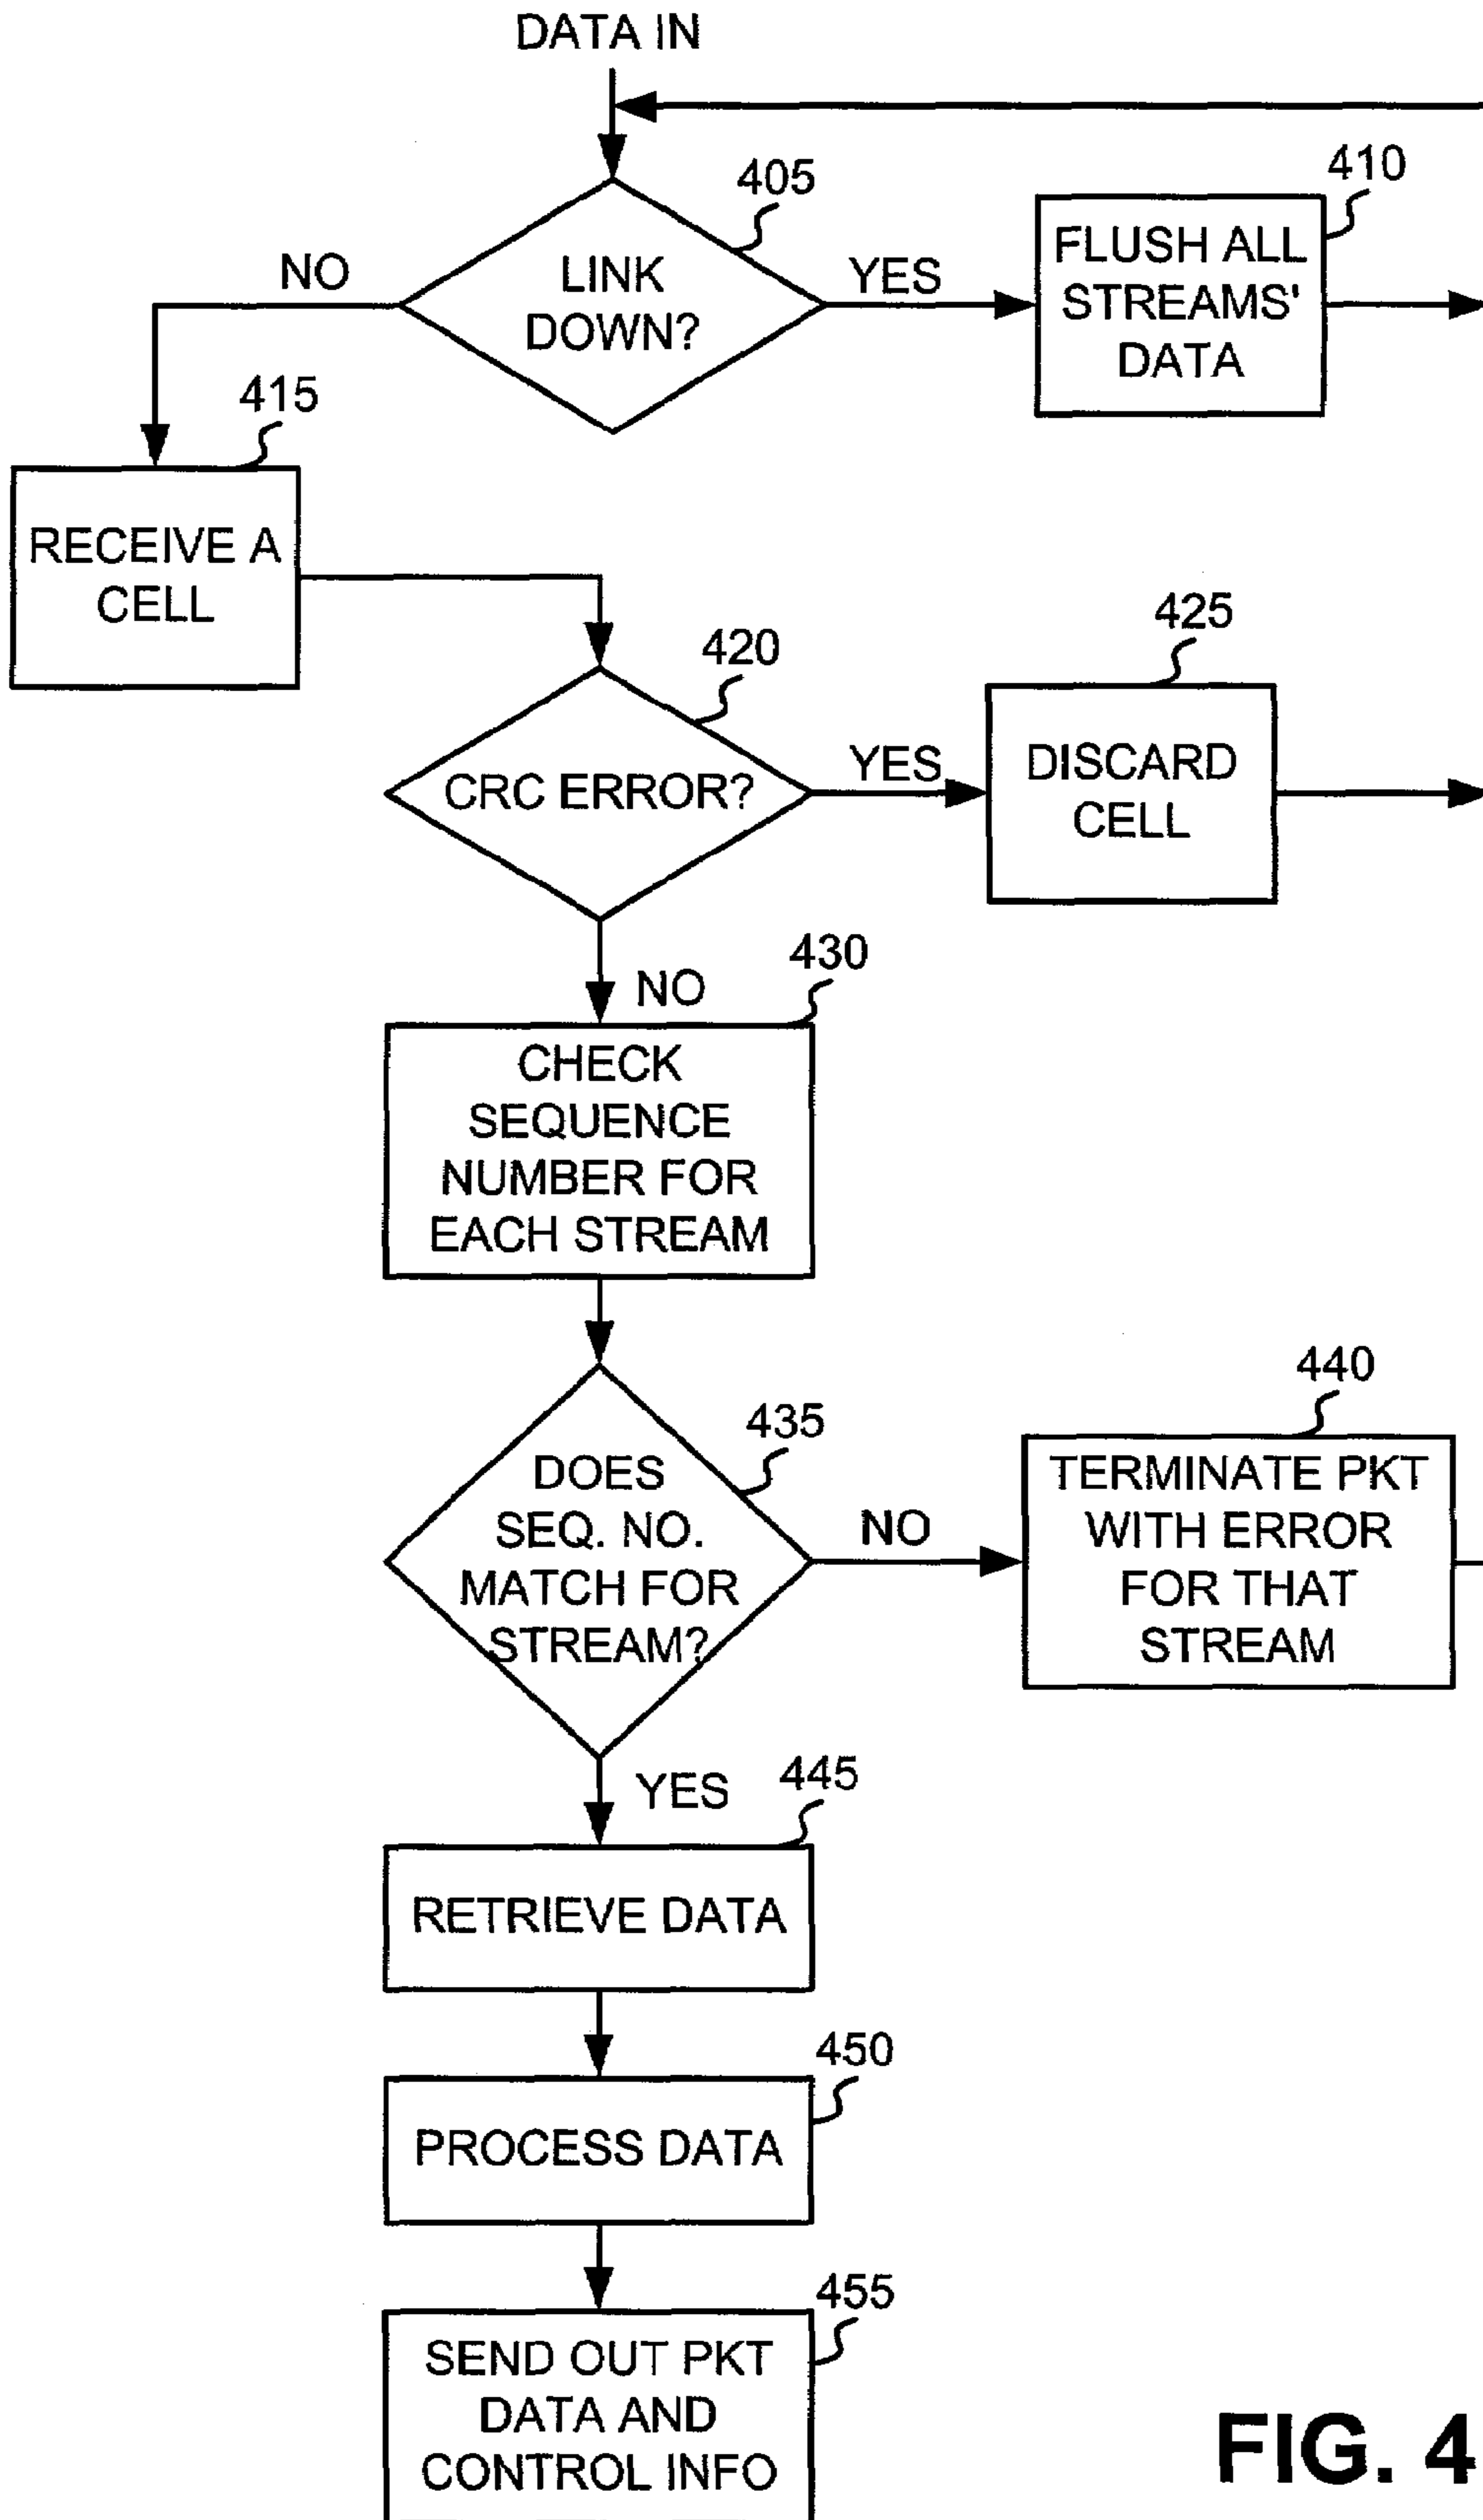 DATA IN
405
410
NO
LINK
DOWN?
YES
FLUSH ALL
STREAMS'
DATA
415
RECEIVE A
CELL
420
425
CRC ERROR?
YES
DISCARD
CELL
NO
430
CHECK
SEQUENCE
NUMBER FOR
EACH STREAM
435
440
DOES
SEQ. NO.
MATCH FOR
STREAM?
NO
TERMINATE PKT
WITH ERROR
FOR THAT
STREAM
YES
445
RETRIEVE DATA
450
PROCESS DATA
455
SEND OUT PKT
DATA AND
CONTROL INFO
FIG. 4